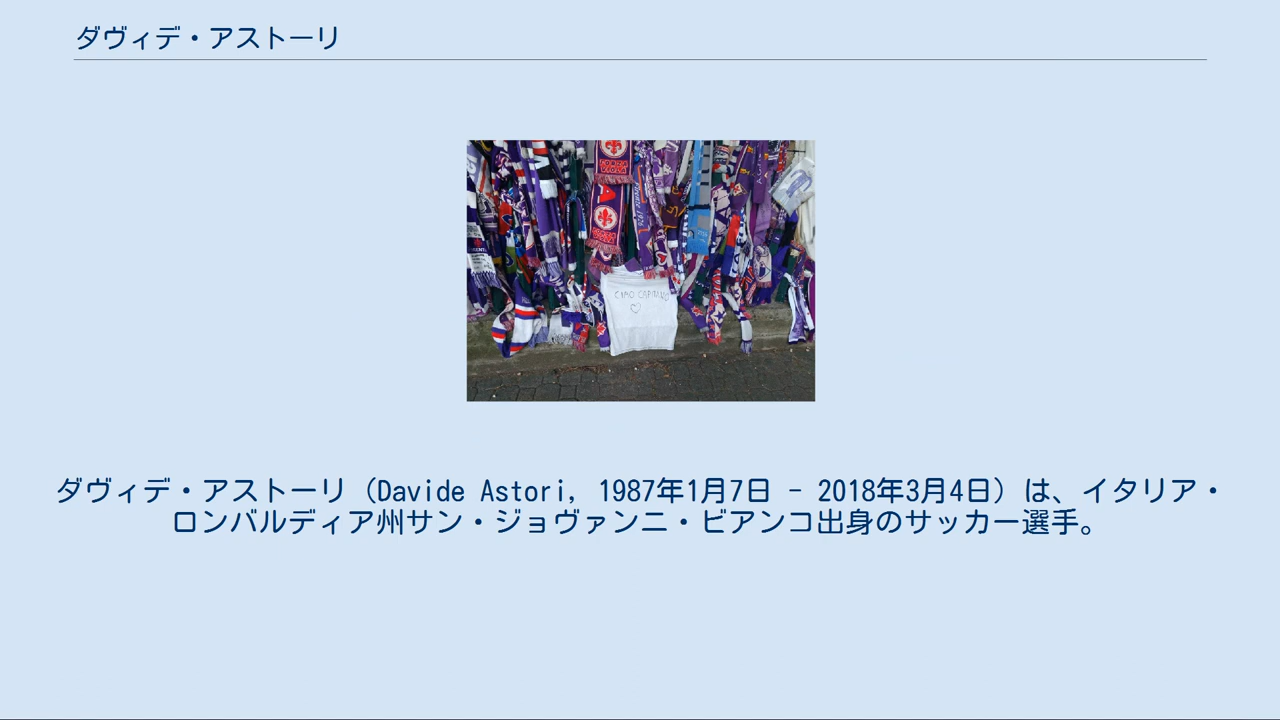 ダヴィデ・アストーリ
CIAO CAPITANO
ダヴィデ・アストーリ（Davide Astori, 1987年1月7日 - 2018年3月4日）は、イタリア・
ロンバルディア州サン・ジョヴァンニ・ビアンコ出身のサッカー選手。